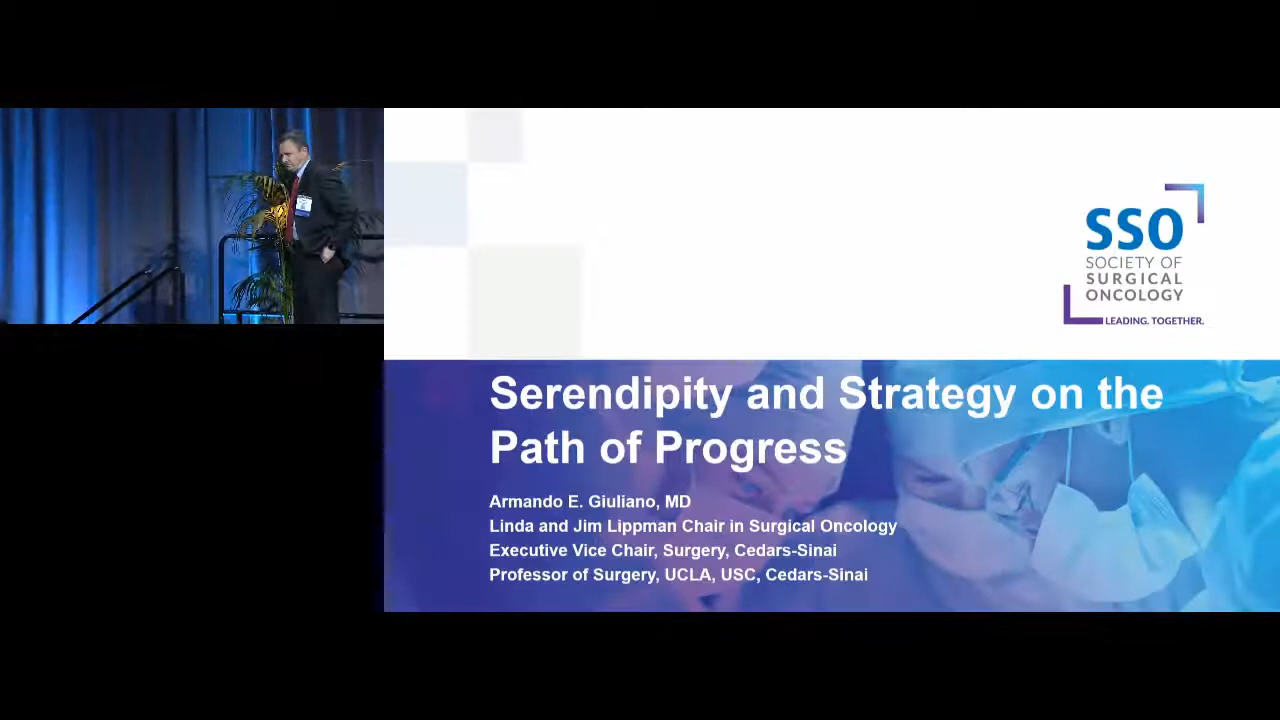 SSO
SOCIETY OF
SURGICAL
ONCOLOGY
LEADING. TOGETHER.
Serendipity and Strategy on the
Path of Progress
Armando E. Giuliano, MD
Linda and Jim Lippman Chair in Surgical Oncology
Executive Vice Chair, Surgery, Cedars-Sinai
Professor of Surgery, UCLA, USC, Cedars-Sinai